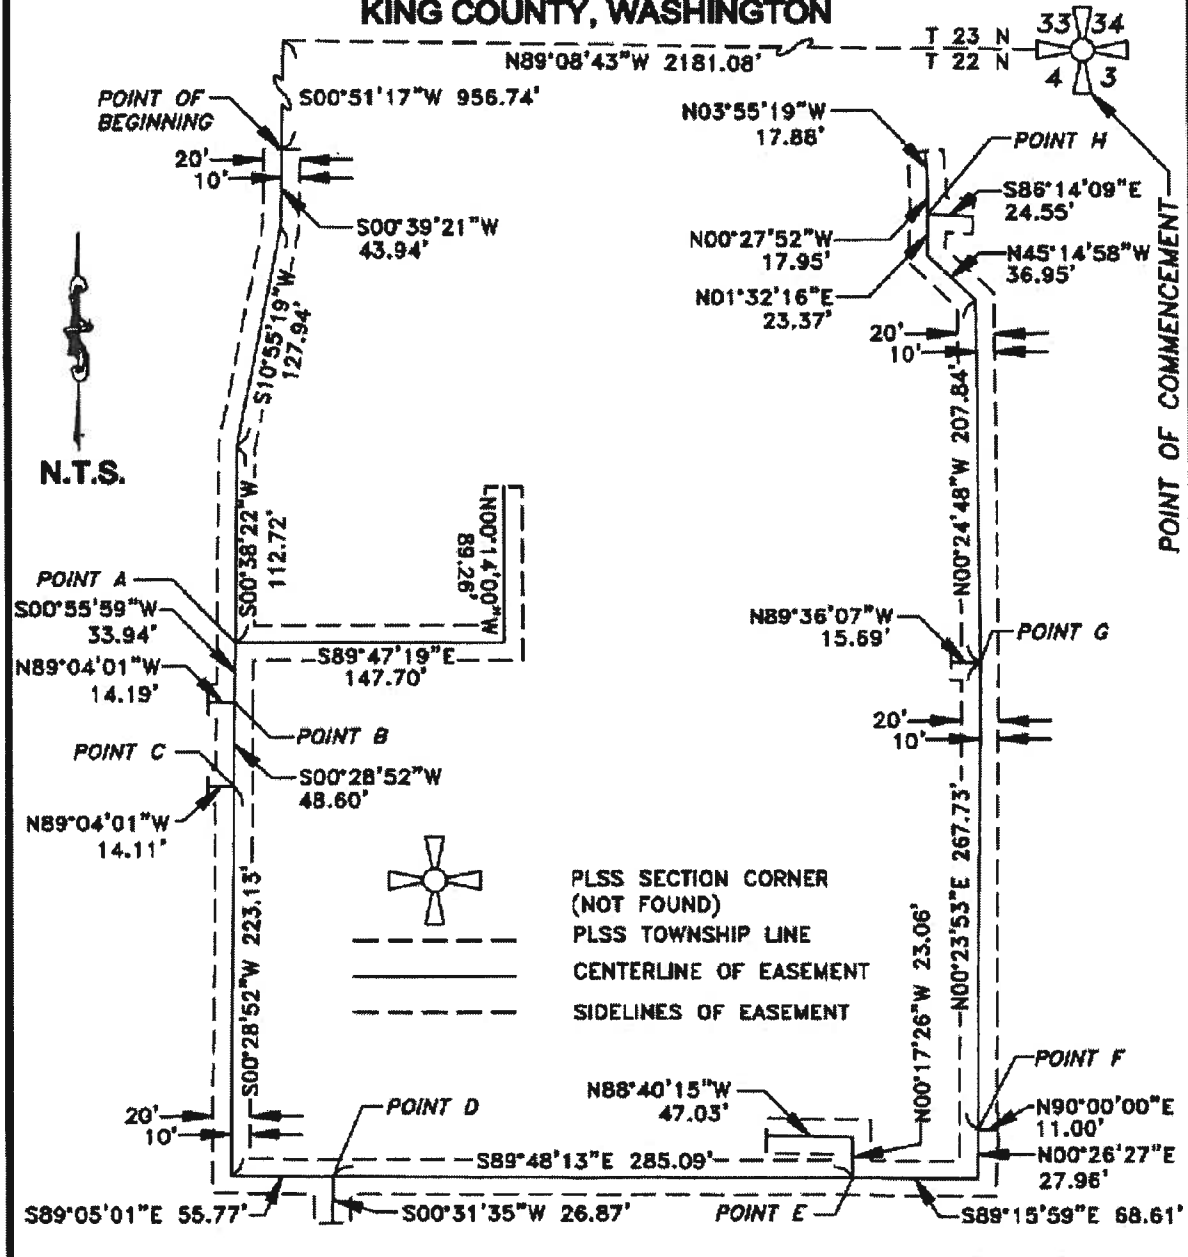 KING COUNTY, WASHINGTON
33 34
4 3
T 23 N
T 22 N
N89°08'43"W 2181.08'
S00°51'17"W 956.74'
POINT OF
BEGINNING
20'
10'
S00°39'21"W
43.94'
S10°55'19"W
127.94'
N.T.S.
S00°38'22"W
112.72'
N00°14'00"W
89.26'
POINT A
S00°55'59"W
33.94'
S89°47'19"E
147.70'
N89°04'01"W
14.19'
POINT B
POINT C
S00°28'52"W
48.60'
N89°04'01"W
14.11'
S00°28'52"W 223.13'
20'
10'
S89°05'01"E 55.77'
POINT D
S00°31'35"W 26.87'
S89°48'13"E 285.09'
N88°40'15"W
47.03'
N00°17'26"W 23.06'
POINT E
S89°15'59"E 68.61'
N00°26'27"E
27.96'
N90°00'00"E
11.00'
POINT F
N00°23'53"E 267.73'
20'
10'
POINT G
N89°36'07"W
15.69'
N00°24'48"W 207.84'
20'
10'
N45°14'58"W
36.95'
N01°32'16"E
23.37'
S86°14'09"E
24.55'
POINT H
N00°27'52"W
17.95'
N03°55'19"W
17.88'
POINT OF COMMENCEMENT
PLSS SECTION CORNER
(NOT FOUND)
PLSS TOWNSHIP LINE
CENTERLINE OF EASEMENT
SIDELINES OF EASEMENT